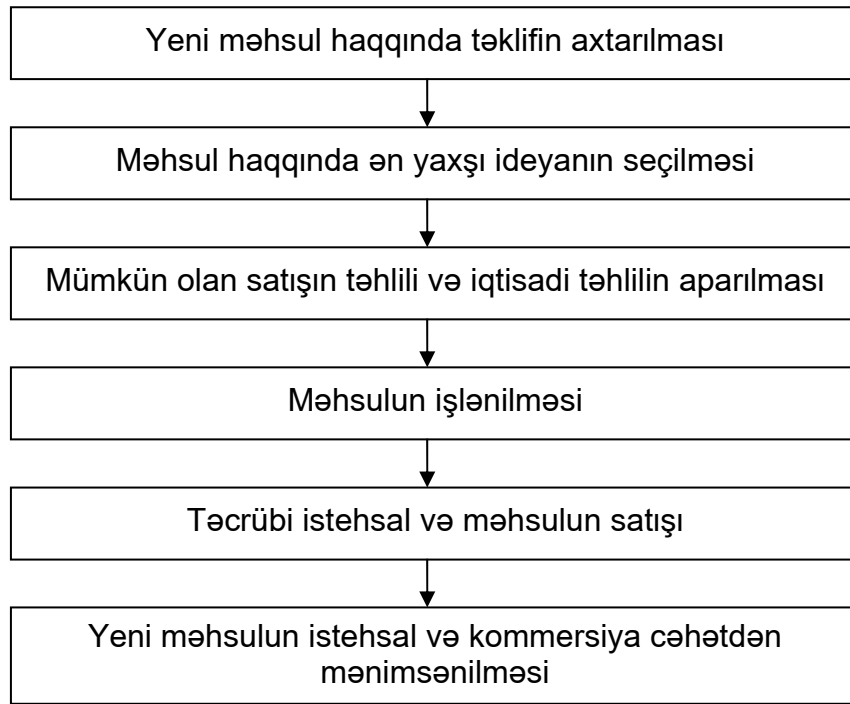 Yeni məhsul haqqında təklifin axtarılması
Məhsul haqqında ən yaxşı ideyanın seçilməsi
Mümkün olan satışın təhlili və iqtisadi təhlilin aparılması
Məhsulun işlənilməsi
Təcrübi istehsal və məhsulun satışı
Yeni məhsulun istehsal və kommersiya cəhətdən
mənimsənilməsi